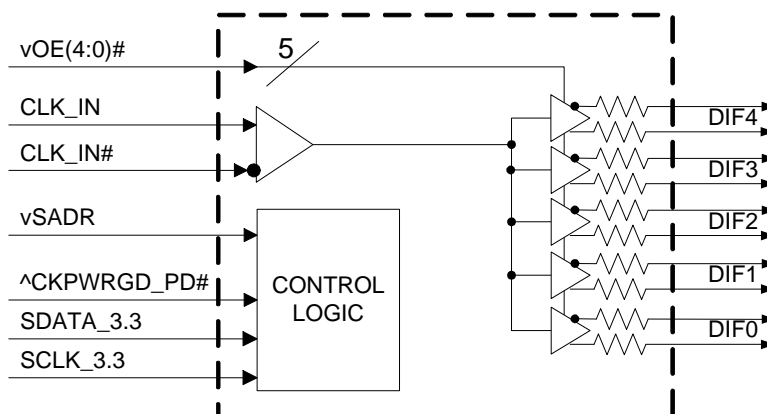 vOE(4:0)#
5
CLK_IN
CLK_IN#
vSADR
^CKPWRGD_PD#
SDATA_3.3
SCLK_3.3
CONTROL
LOGIC
DIF4
DIF3
DIF2
DIF1
DIF0